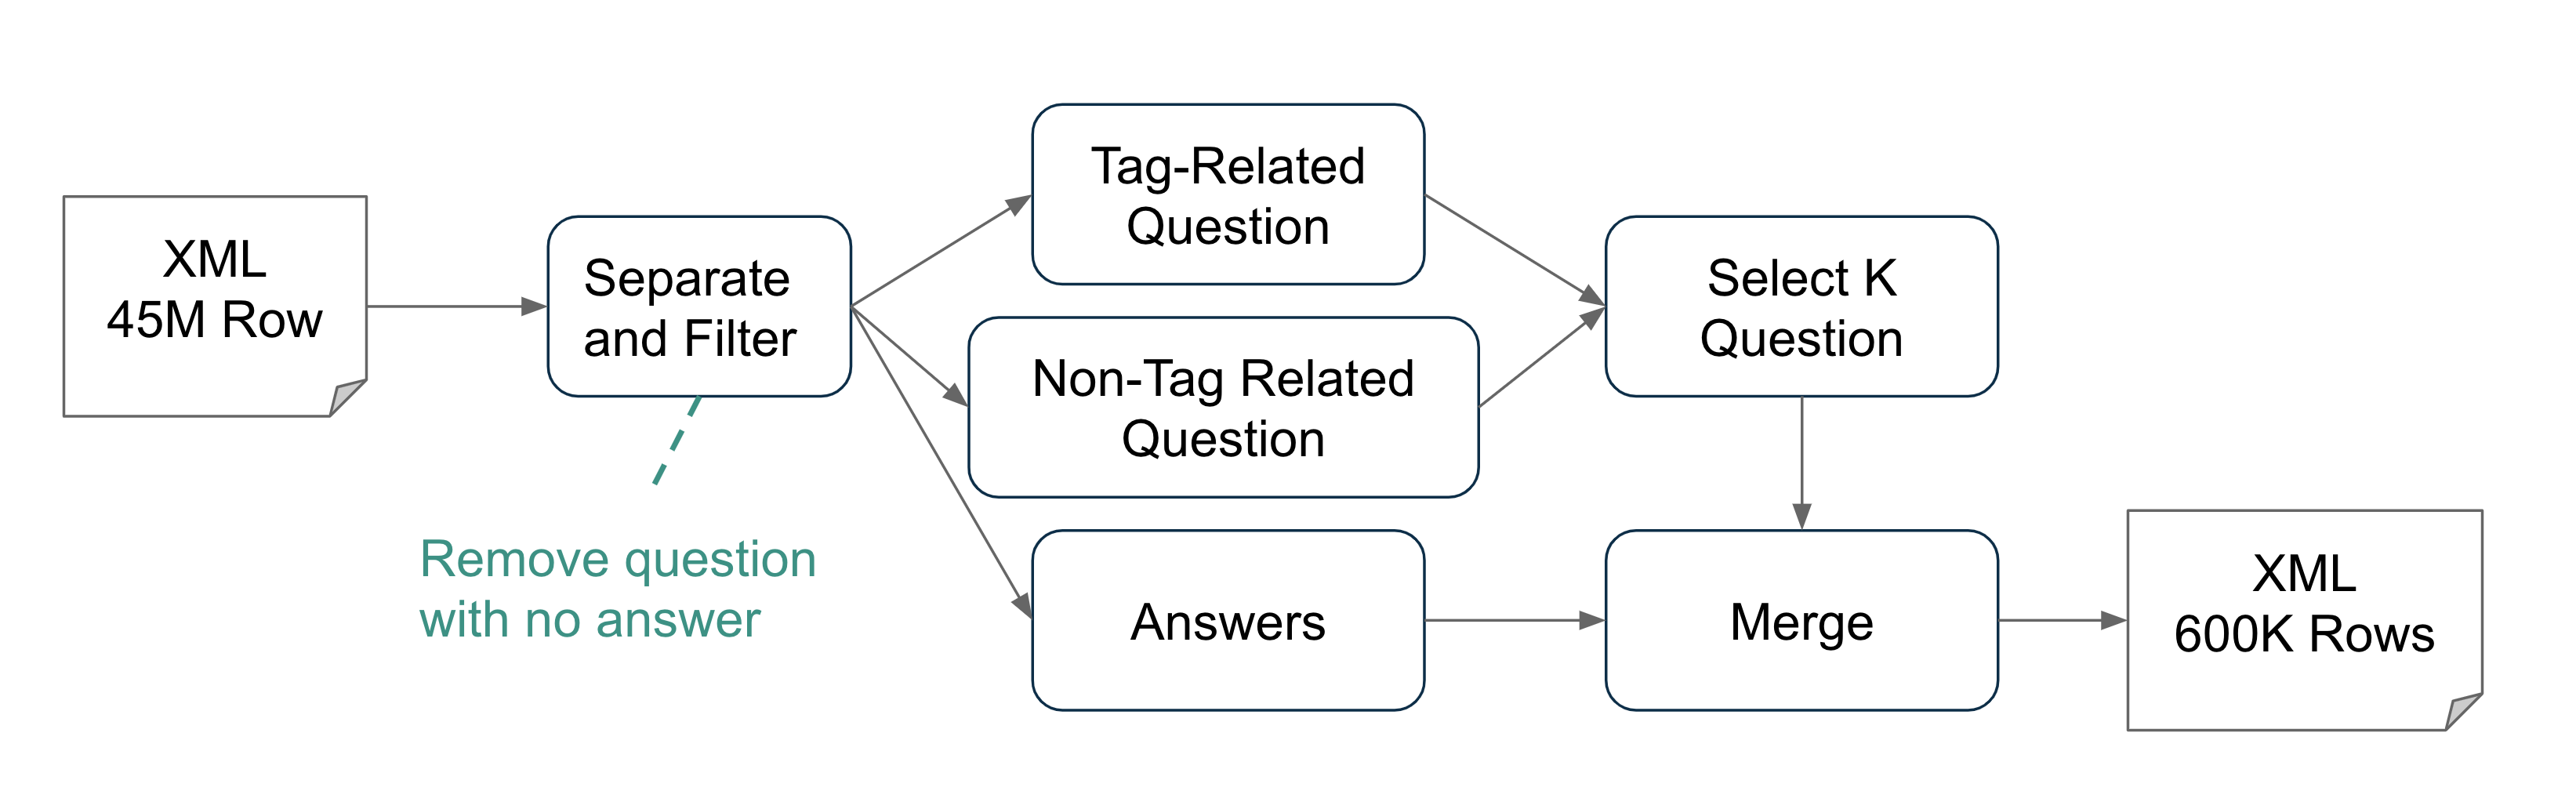 XML
45M Row
Separate
and Filter
Remove question
with no answer
Tag-Related
Question
Non-Tag Related
Question
Answers
Select K
Question
Merge
XML
600K Rows